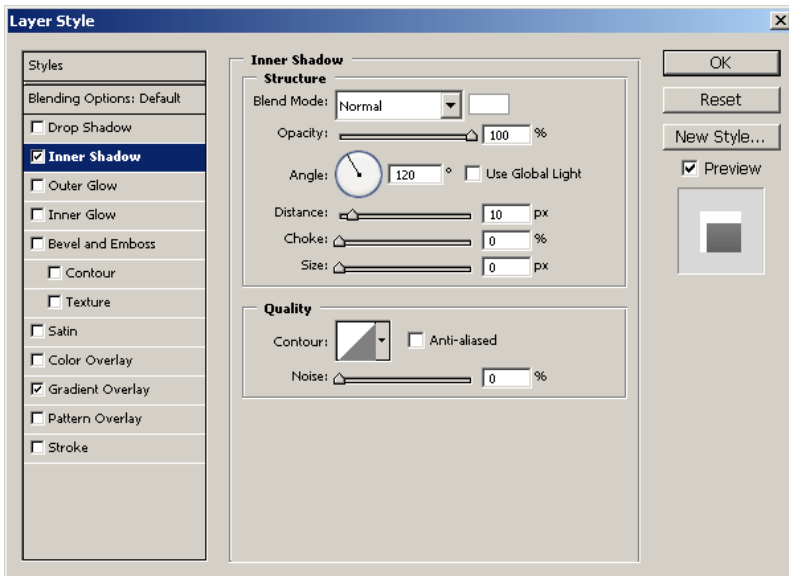 Layer Style
Styles
Blending Options: Default
Drop Shadow
Inner Shadow
Outer Glow
Inner Glow
Bevel and Emboss
Contour
Texture
Satin
Color Overlay
Gradient Overlay
Pattern Overlay
Stroke
Inner Shadow
Structure
Blend Mode: Normal
Opacity: 100 %
Angle: 120 ° Use Global Light
Distance: 10 px
Choke: 0 %
Size: 0 px
Quality
Contour: Anti-aliased
Noise: 0 %
OK
Reset
New Style...
Preview